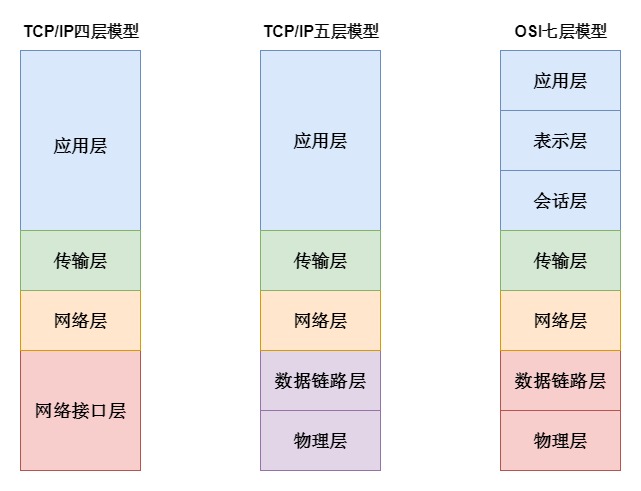 TCP/IP四层模型
应用层
传输层
网络层
网络接口层
TCP/IP五层模型
应用层
传输层
网络层
数据链路层
物理层
OSI七层模型
应用层
表示层
会话层
传输层
网络层
数据链路层
物理层